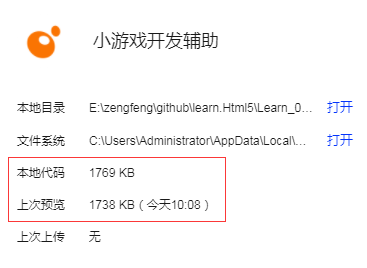 小游戏开发辅助
本地目录 E:\zengfeng\github\learn.Html5\Learn_0... 打开
文件系统 C:\Users\Administrator\AppData\Local\... 打开
本地代码 1769 KB
上次预览 1738 KB ( 今天10:08 )
上次上传 无